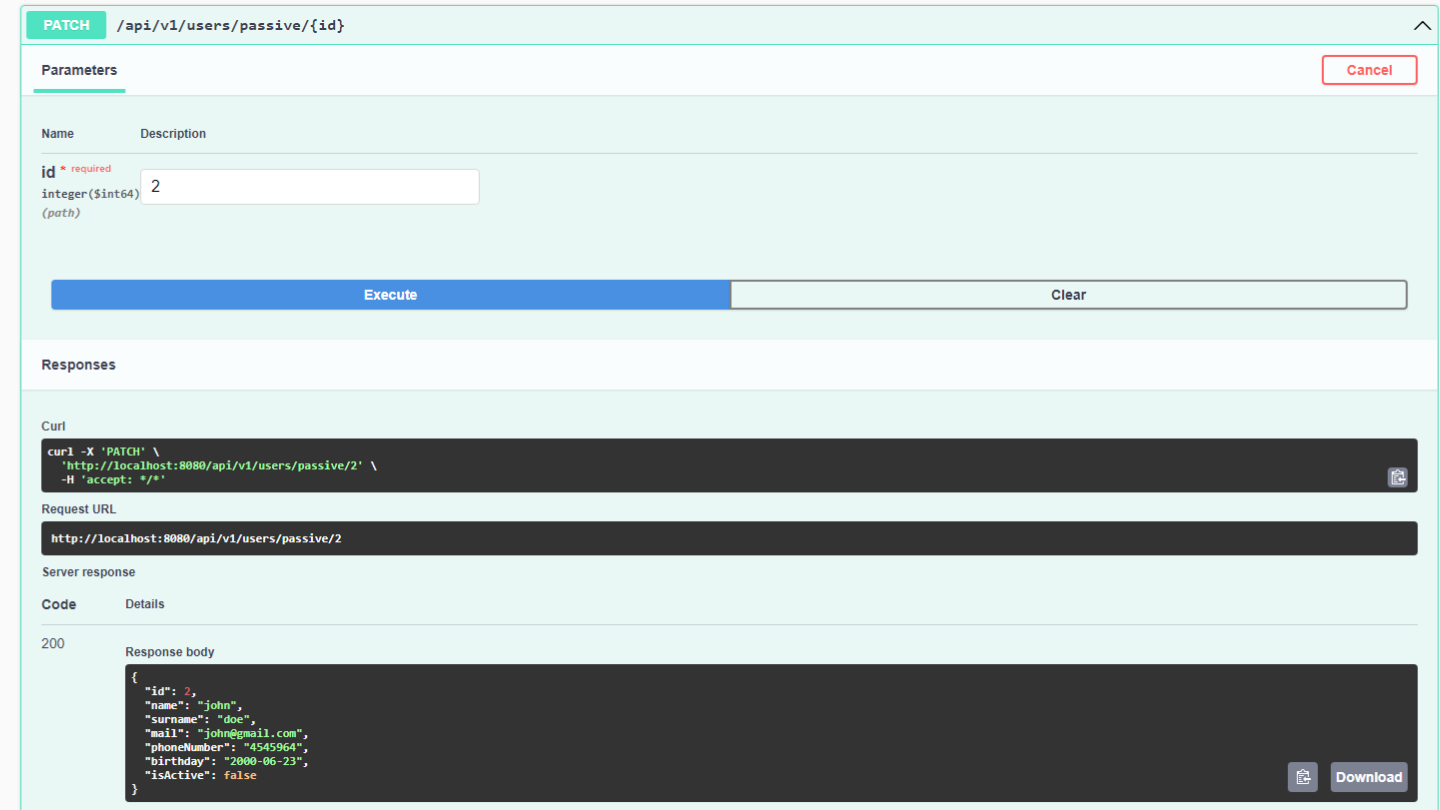 PATCH /api/v1/users/passive/{id}
Parameters
Cancel
Name Description
id * required
integer($int64)
(path)
2
Execute Clear
Responses
Curl
curl -X 'PATCH' \
  'http://localhost:8080/api/v1/users/passive/2' \
  -H 'accept: */*'
Request URL
http://localhost:8080/api/v1/users/passive/2
Server response
Code Details
200
Response body
{
  "id": 2,
  "name": "john",
  "surname": "doe",
  "mail": "john@gmail.com",
  "phoneNumber": "4545964",
  "birthday": "2000-06-23",
  "isActive": false
}
Download